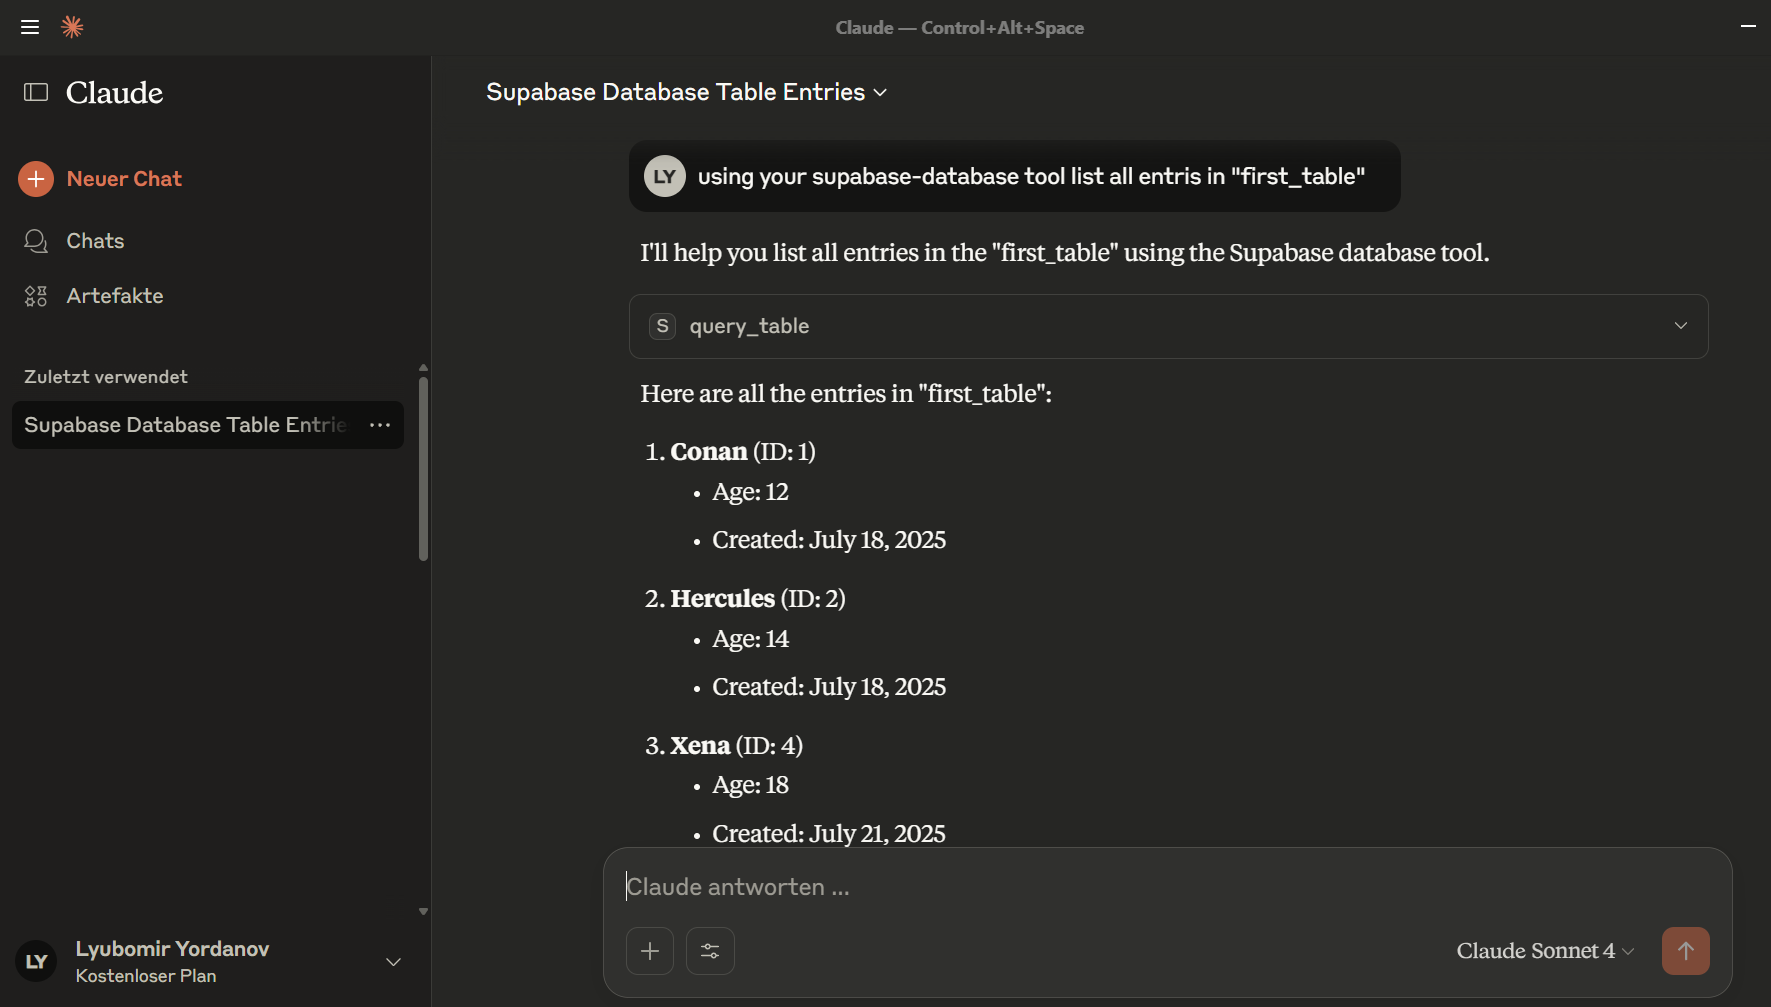 Claude — Control+Alt+Space
Claude
Neuer Chat
Chats
Artefakte
Zuletzt verwendet
Supabase Database Table Entrie
Lyubomir Yordanov
Kostenloser Plan
LY
Supabase Database Table Entries
LY using your supabase-database tool list all entris in "first_table"
I'll help you list all entries in the "first_table" using the Supabase database tool.
S query_table
Here are all the entries in "first_table":
1. Conan (ID: 1)
• Age: 12
• Created: July 18, 2025
2. Hercules (ID: 2)
• Age: 14
• Created: July 18, 2025
3. Xena (ID: 4)
• Age: 18
• Created: July 21, 2025
Claude antworten ...
Claude Sonnet 4